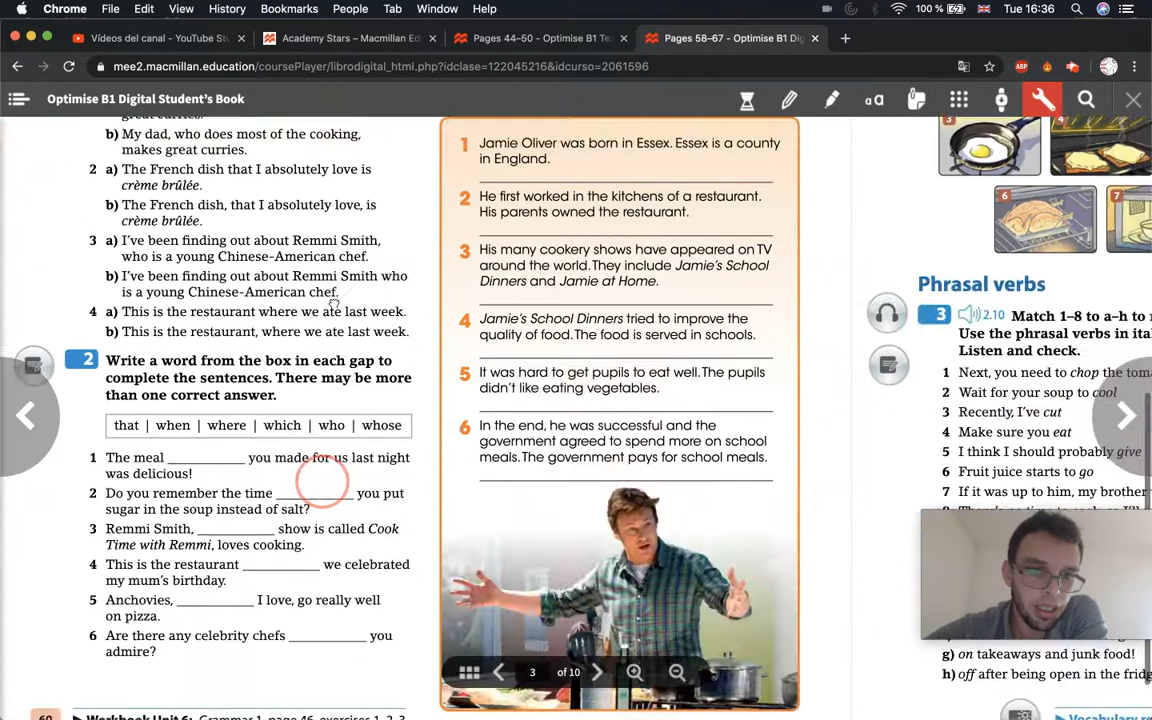 Chrome File Edit View History Bookmarks People Tab Window Help 100 % Tue 16:36
Vídeos del canal - YouTube Stu
Academy Stars – Macmillan Ed
Pages 44–50 - Optimise B1 Te
Pages 58–67 - Optimise B1 Dig
mee2.macmillan.education/coursePlayer/librodigital_html.php?idclase=122045216&idcurso=2061596
Optimise B1 Digital Student's Book
great curries.
b) My dad, who does most of the cooking,
makes great curries.
2 a) The French dish that I absolutely love is
crème brûlée.
b) The French dish, that I absolutely love, is
crème brûlée.
3 a) I've been finding out about Remmi Smith,
who is a young Chinese-American chef.
b) I've been finding out about Remmi Smith who
is a young Chinese-American chef.
4 a) This is the restaurant where we ate last week.
b) This is the restaurant, where we ate last week.
2 Write a word from the box in each gap to
complete the sentences. There may be more
than one correct answer.
that | when | where | which | who | whose
1 The meal ____________ you made for us last night
was delicious!
2 Do you remember the time ____________ you put
sugar in the soup instead of salt?
3 Remmi Smith, ____________ show is called Cook
Time with Remmi, loves cooking.
4 This is the restaurant ____________ we celebrated
my mum's birthday.
5 Anchovies, ____________ I love, go really well
on pizza.
6 Are there any celebrity chefs ____________ you
admire?
60 ▶ Workbook Unit 6: Grammar 1, page 46, exercises 1, 2, 3
1 Jamie Oliver was born in Essex. Essex is a county
in England.
2 He first worked in the kitchens of a restaurant.
His parents owned the restaurant.
3 His many cookery shows have appeared on TV
around the world. They include Jamie's School
Dinners and Jamie at Home.
4 Jamie's School Dinners tried to improve the
quality of food. The food is served in schools.
5 It was hard to get pupils to eat well. The pupils
didn't like eating vegetables.
6 In the end, he was successful and the
government agreed to spend more on school
meals. The government pays for school meals.
3 of 10
3
6
7
Phrasal verbs
3 2.10 Match 1–8 to a–h to
Use the phrasal verbs in
Listen and check.
1 Next, you need to chop the
2 Wait for your soup to cool
3 Recently, I've cut
4 Make sure you eat
5 I think I should probably give
6 Fruit juice starts to go
7 If it was up to him, my brother
g) on takeaways and junk food!
h) off after being open in the